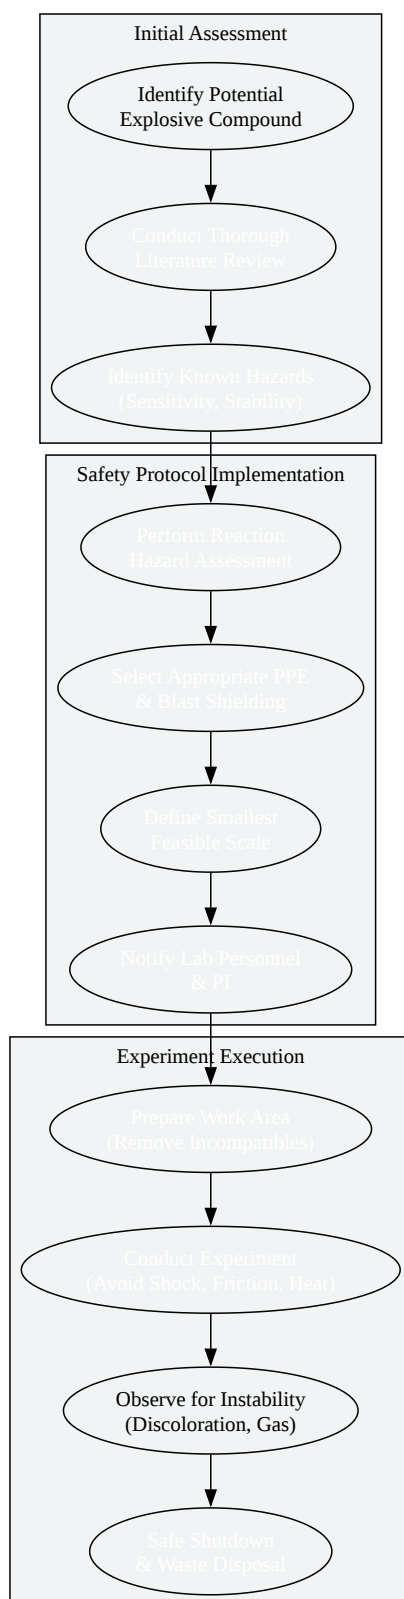 Initial Assessment
Identify Potential
Explosive Compound
Conduct Thorough
Literature Review
Identify Known Hazards
(Sensitivity, Stability)
Safety Protocol Implementation
Perform Reaction
Hazard Assessment
Select Appropriate PPE
& Blast Shielding
Define Smallest
Feasible Scale
Notify Lab Personnel
& PI
Experiment Execution
Prepare Work Area
(Remove Incompatibles)
Conduct Experiment
(Avoid Shock, Friction, Heat)
Observe for Instability
(Discoloration, Gas)
Safe Shutdown
& Waste Disposal